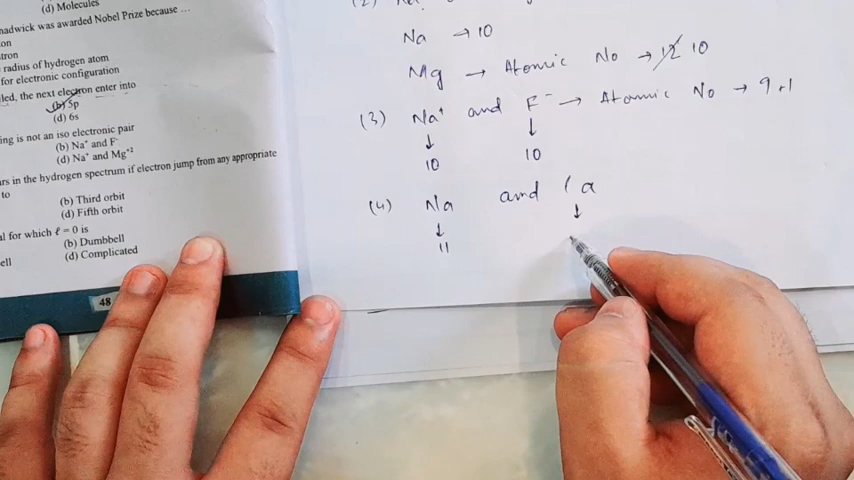 (d) Molecules
hadwick was awarded Nobel Prize because ...
on
tron
radius of hydrogen atom
for electronic configuration
led, the next electron enter into
(b) 5p
(d) 6s
ing is not an iso electronic pair
(b) Na⁺ and F⁻
(d) Na⁺ and Mg⁺²
rs in the hydrogen spectrum if electron jump from any appropriate
to
(b) Third orbit
(d) Fifth orbit
l for which ℓ = 0 is
(b) Dumbbell
ell
(d) Complicated
48
(2)
Na → 10
Mg → Atomic No → 12 10
(3) Na⁺ and F⁻ → Atomic No → 9+1
↓ ↓
10 10
(4) Na and Ca
↓ ↓
11